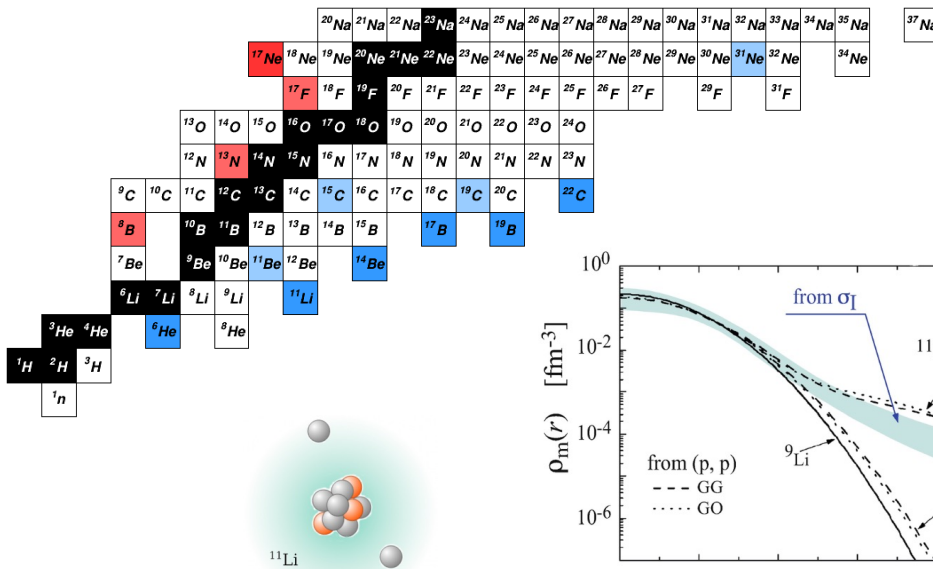 ²⁰Na ²¹Na ²²Na ²³Na ²⁴Na ²⁵Na ²⁶Na ²⁷Na ²⁸Na ²⁹Na ³⁰Na ³¹Na ³²Na ³³Na ³⁴Na ³⁵Na ³⁷Na
¹⁷Ne ¹⁸Ne ¹⁹Ne ²⁰Ne ²¹Ne ²²Ne ²³Ne ²⁴Ne ²⁵Ne ²⁶Ne ²⁷Ne ²⁸Ne ²⁹Ne ³⁰Ne ³¹Ne ³²Ne ³⁴Ne
¹⁷F ¹⁸F ¹⁹F ²⁰F ²¹F ²²F ²³F ²⁴F ²⁵F ²⁶F ²⁷F ²⁹F ³¹F
¹³O ¹⁴O ¹⁵O ¹⁶O ¹⁷O ¹⁸O ¹⁹O ²⁰O ²¹O ²²O ²³O ²⁴O
¹²N ¹³N ¹⁴N ¹⁵N ¹⁶N ¹⁷N ¹⁸N ¹⁹N ²⁰N ²¹N ²²N ²³N
⁹C ¹⁰C ¹¹C ¹²C ¹³C ¹⁴C ¹⁵C ¹⁶C ¹⁷C ¹⁸C ¹⁹C ²⁰C ²²C
⁸B ¹⁰B ¹¹B ¹²B ¹³B ¹⁴B ¹⁵B ¹⁷B ¹⁹B
⁷Be ⁹Be ¹⁰Be ¹¹Be ¹²Be ¹⁴Be
⁶Li ⁷Li ⁸Li ⁹Li ¹¹Li
³He ⁴He ⁶He ⁸He
¹H ²H ³H
¹n
¹¹Li
10⁰
10⁻²
10⁻⁴
10⁻⁶
ρₘ(r) [fm⁻³]
from σ_I
11
⁹Li
from (p, p)
GG
GO